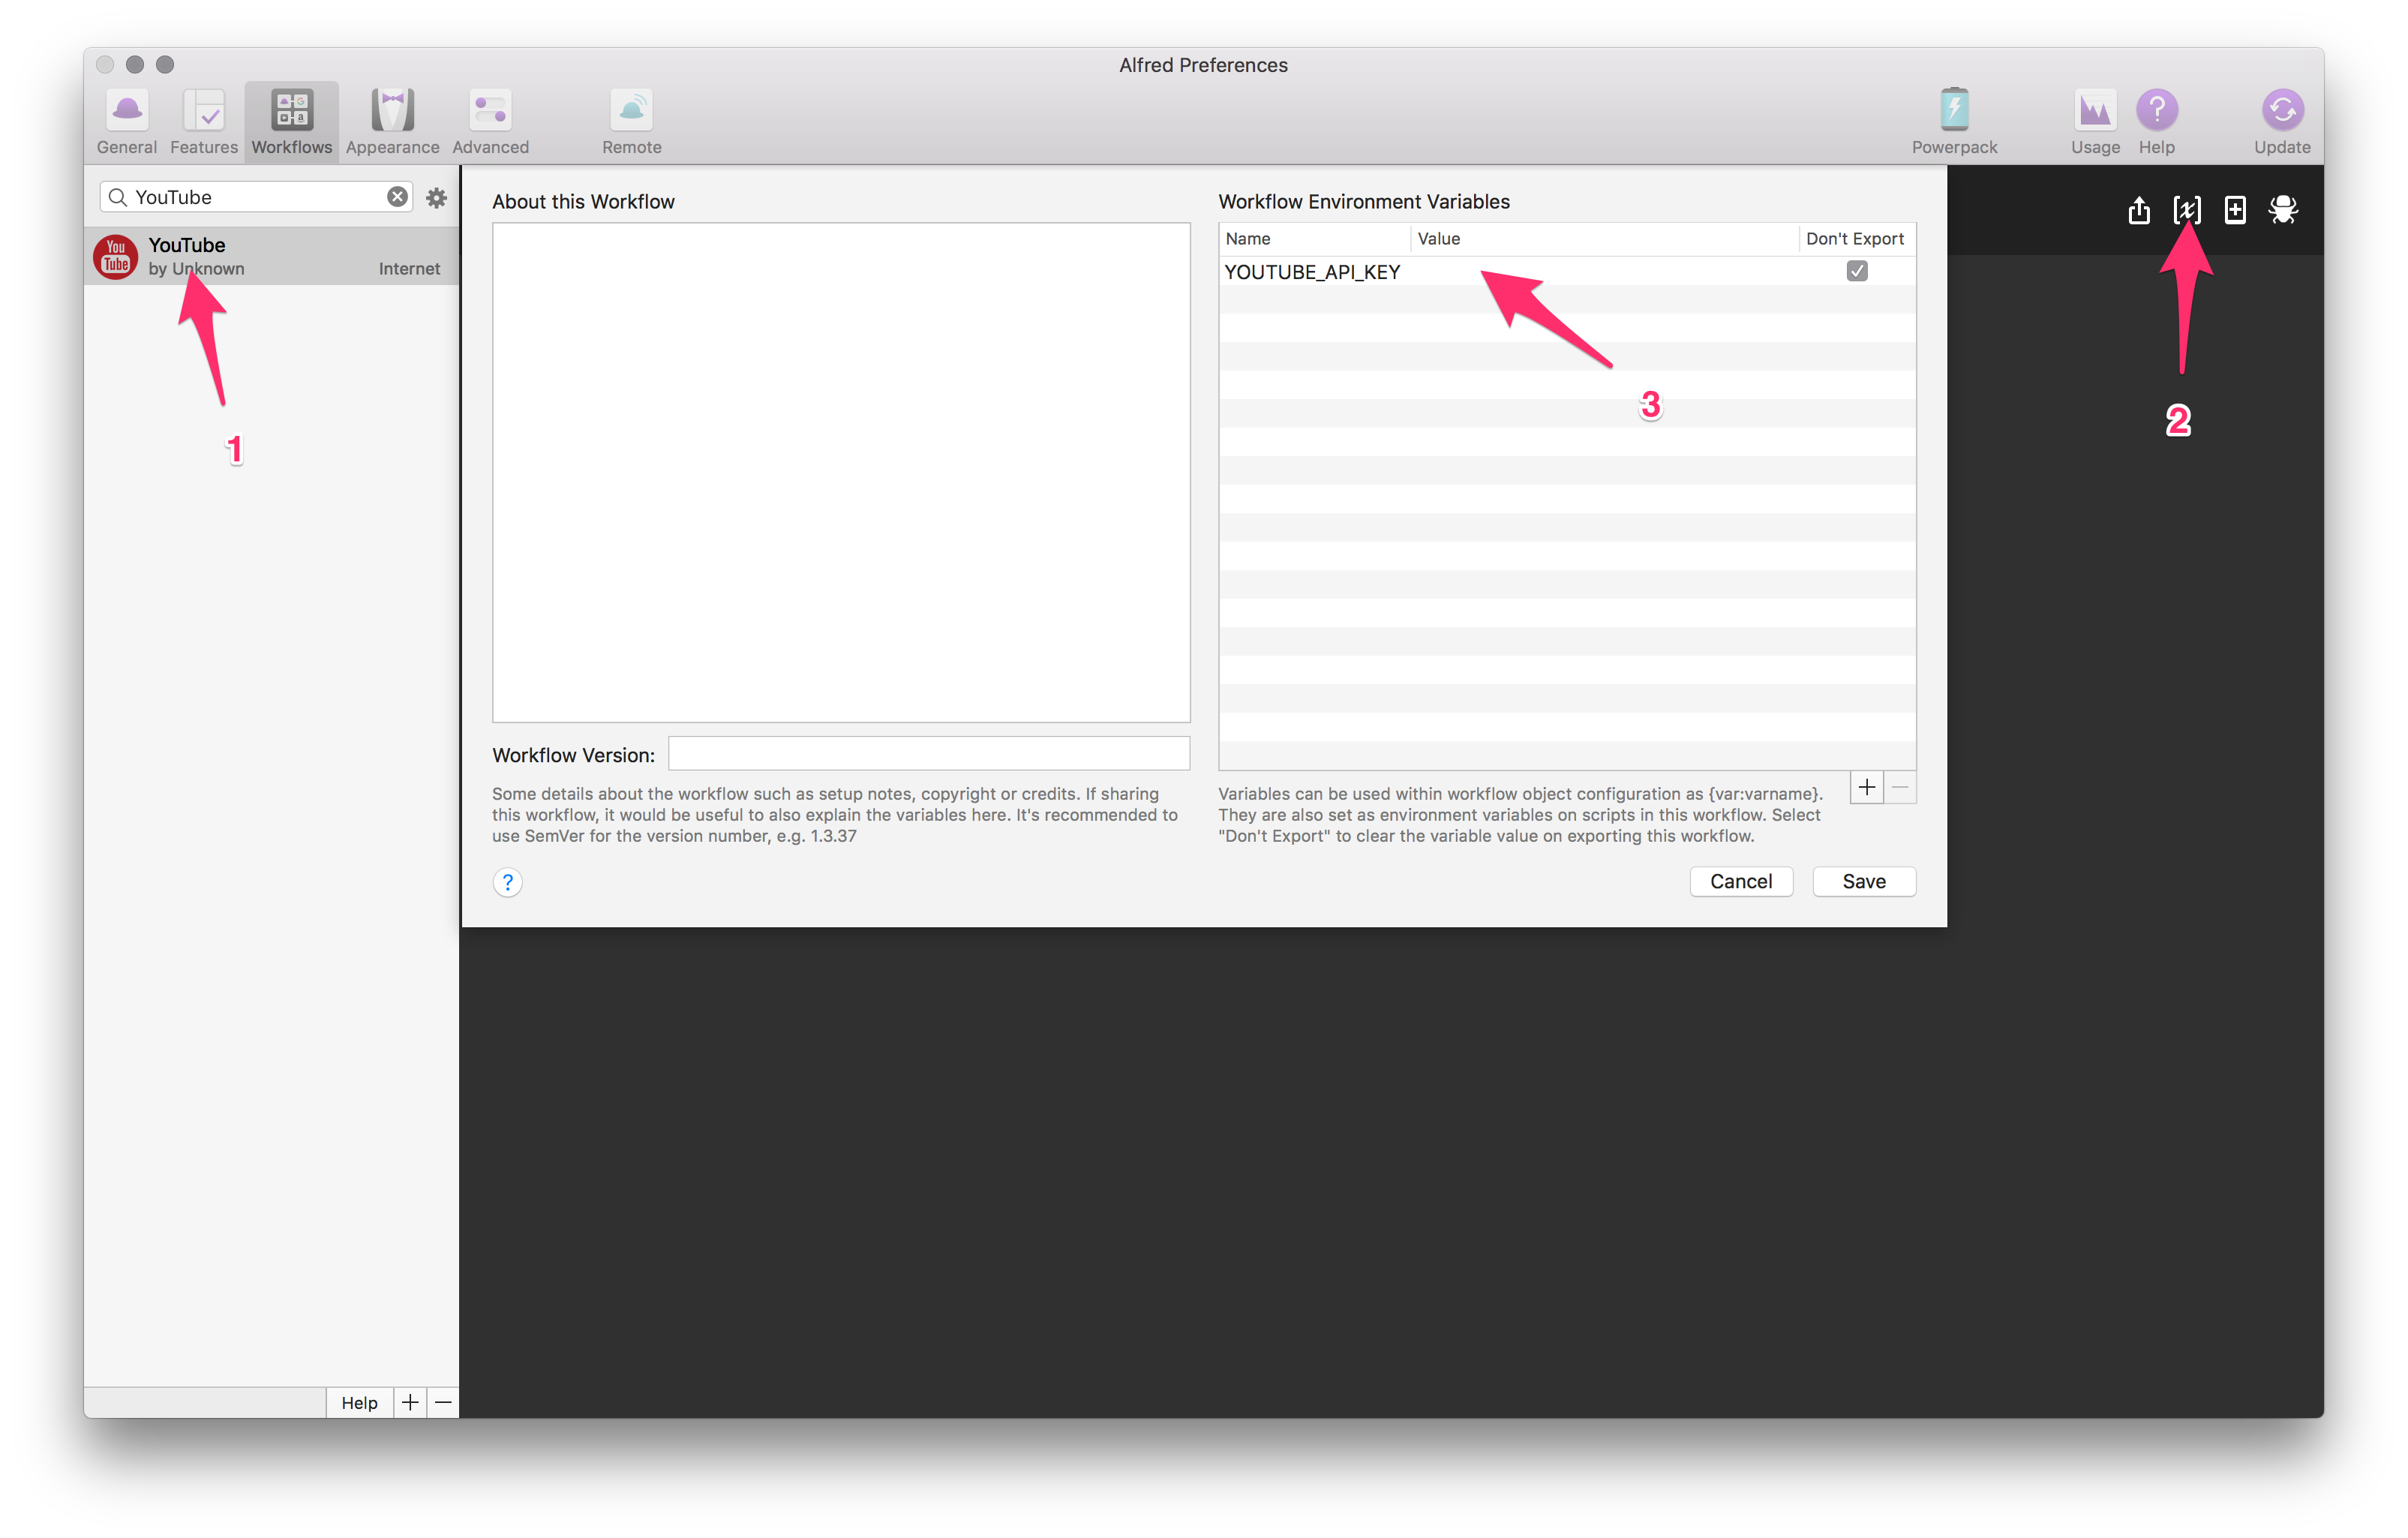 Alfred Preferences
General
Features
Workflows
Appearance
Advanced
Remote
Powerpack
Usage
Help
Update
YouTube
You
Tube
YouTube
by Unknown
Internet
1
About this Workflow
Workflow Version:
Some details about the workflow such as setup notes, copyright or credits. If sharing
this workflow, it would be useful to also explain the variables here. It's recommended to
use SemVer for the version number, e.g. 1.3.37
?
Workflow Environment Variables
Name
Value
Don't Export
YOUTUBE_API_KEY
3
2
Variables can be used within workflow object configuration as {var:varname}.
They are also set as environment variables on scripts in this workflow. Select
"Don't Export" to clear the variable value on exporting this workflow.
Cancel
Save
Help